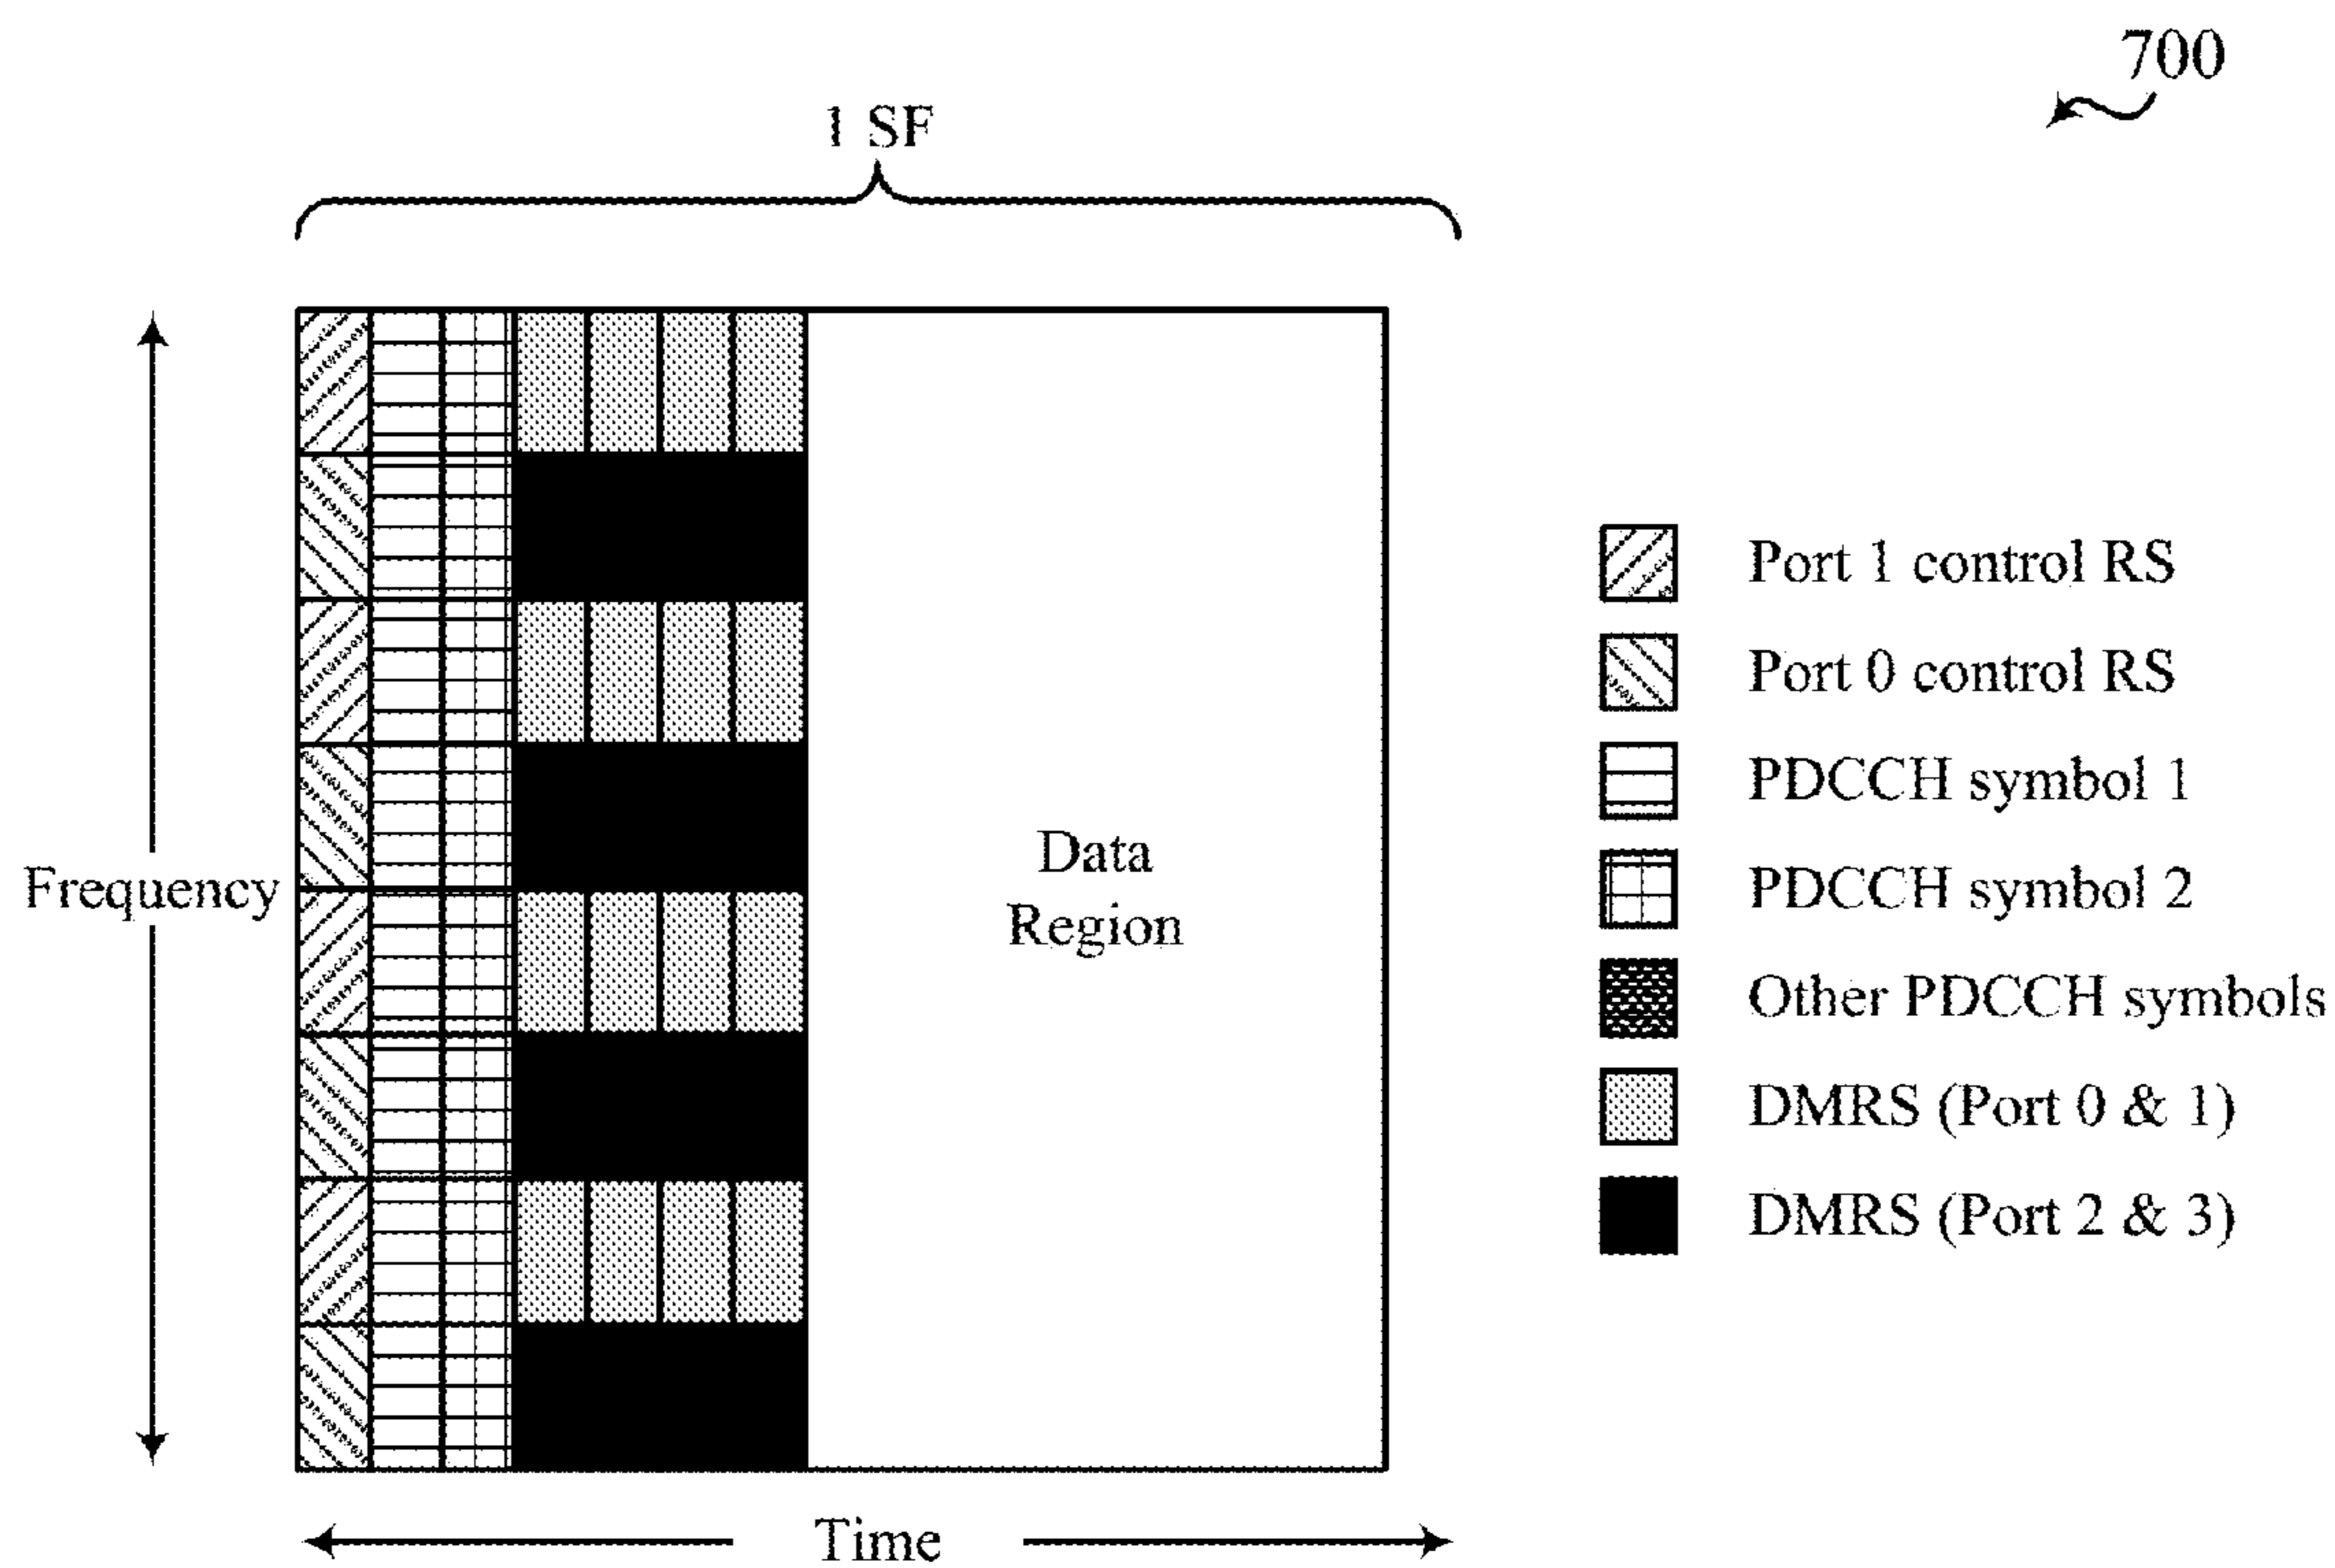 700
1 SF
Frequency
Data
Region
Port 1 control RS
Port 0 control RS
PDCCH symbol 1
PDCCH symbol 2
Other PDCCH symbols
DMRS (Port 0 & 1)
DMRS (Port 2 & 3)
Time